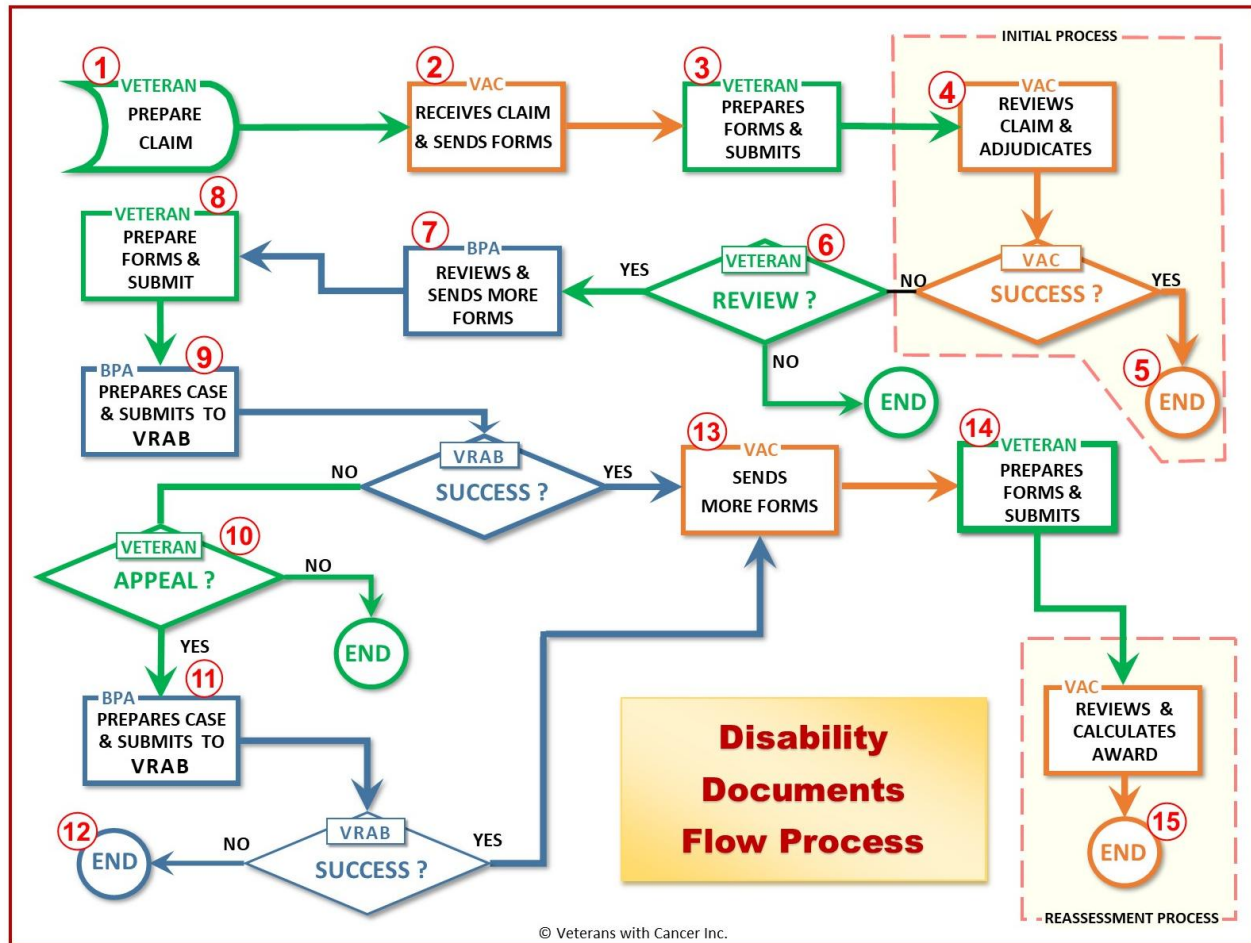 INITIAL PROCESS
1
VETERAN
PREPARE
CLAIM
2
VAC
RECEIVES CLAIM
& SENDS FORMS
3
VETERAN
PREPARES
FORMS &
SUBMITS
4
VAC
REVIEWS
CLAIM &
ADJUDICATES
VAC
SUCCESS ?
YES
5
END
NO
6
VETERAN
REVIEW ?
NO
END
YES
7
BPA
REVIEWS &
SENDS MORE
FORMS
8
VETERAN
PREPARE
FORMS &
SUBMIT
9
BPA
PREPARES CASE
& SUBMITS TO
VRAB
VRAB
SUCCESS ?
NO
YES
10
VETERAN
APPEAL ?
NO
END
YES
11
BPA
PREPARES CASE
& SUBMITS TO
VRAB
VRAB
SUCCESS ?
NO
12
END
YES
13
VAC
SENDS
MORE FORMS
14
VETERAN
PREPARES
FORMS &
SUBMITS
VAC
REVIEWS &
CALCULATES
AWARD
15
END
REASSESSMENT PROCESS
Disability
Documents
Flow Process
© Veterans with Cancer Inc.